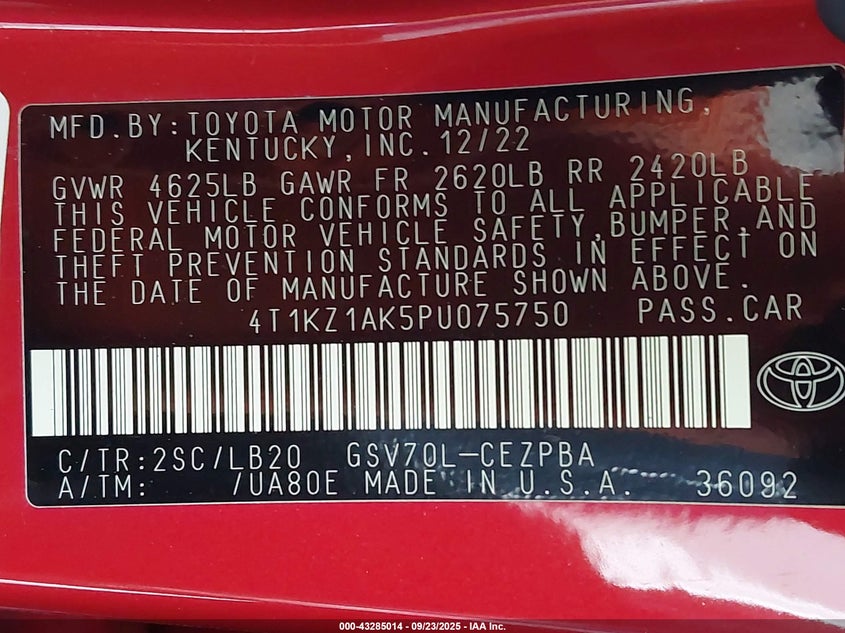 MFD.BY:TOYOTA MOTOR MANUFACTURING,
KENTUCKY,INC.12/22
GVWR 4625LB GAWR FR 2620LB RR 2420LB
THIS VEHICLE CONFORMS TO ALL APPLICABLE
FEDERAL MOTOR VEHICLE SAFETY,BUMPER,AND
THEFT PREVENTION STANDARDS IN EFFECT ON
THE DATE OF MANUFACTURE SHOWN ABOVE.
4T1KZ1AK5PU075750 PASS.CAR
C/TR:2SC/LB20 GSV70L-CEZPBA
A/TM: /UA80E MADE IN U.S.A. 36092
000-43285014 - 09/23/2025 - IAA Inc.